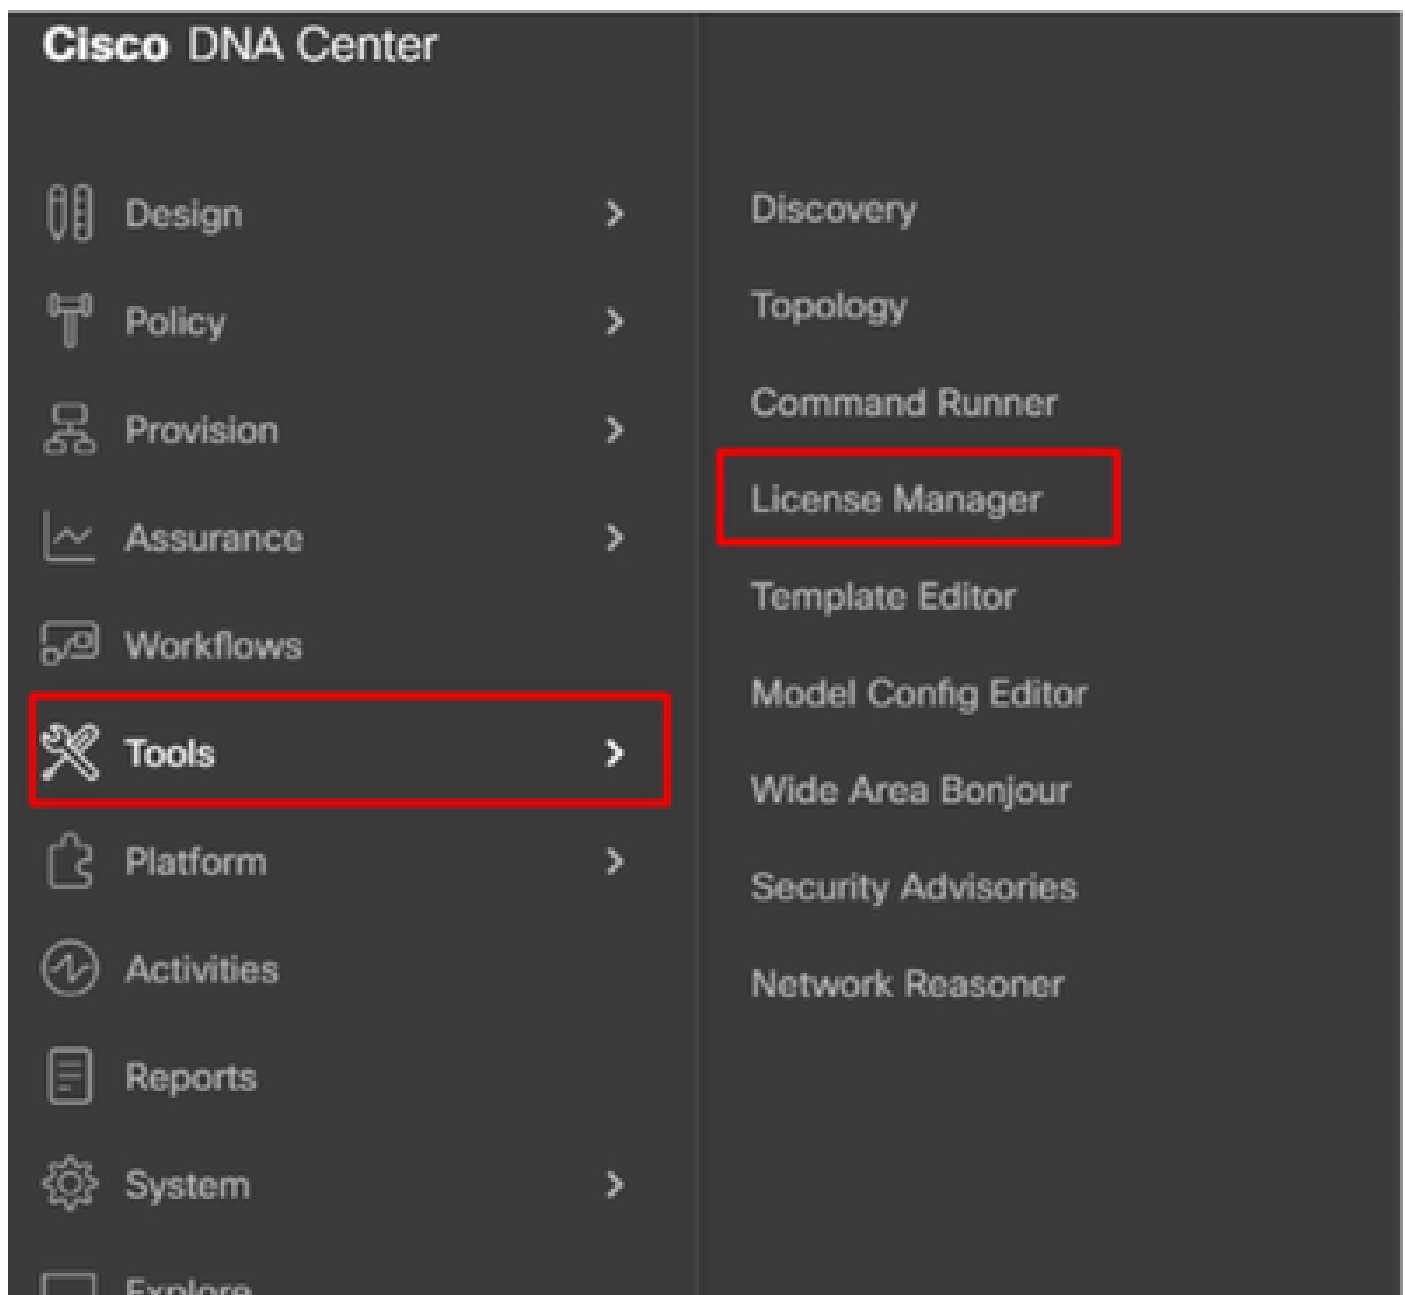 Cisco DNA Center
Design
Policy
Provision
Assurance
Workflows
Tools
Platform
Activities
Reports
System
Explore
Discovery
Topology
Command Runner
License Manager
Template Editor
Model Config Editor
Wide Area Bonjour
Security Advisories
Network Reasoner